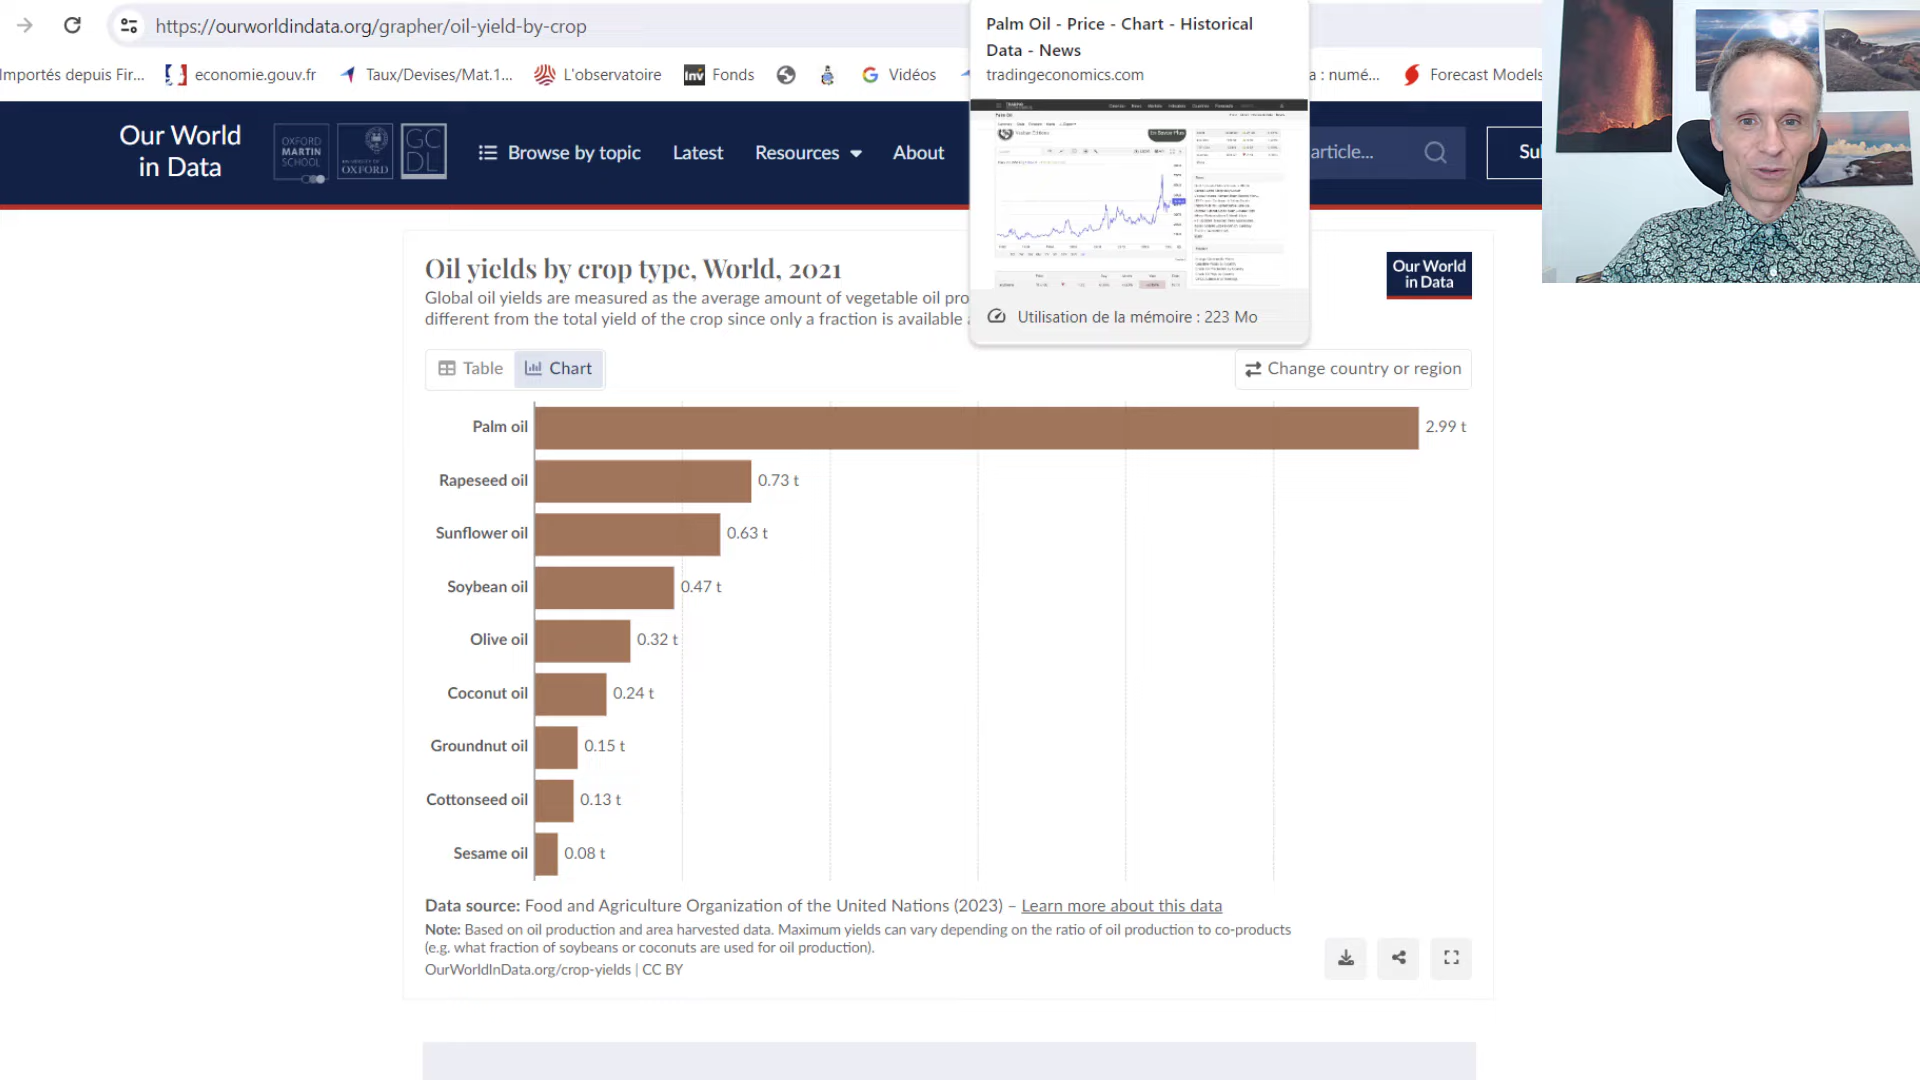 https://ourworldindata.org/grapher/oil-yield-by-crop
Palm Oil - Price - Chart - Historical
Data - News
tradingeconomics.com
Importés depuis Fir...
economie.gouv.fr
Taux/Devises/Mat.1...
L'observatoire
Inv
Fonds
Vidéos
a : numé...
Forecast Models
Our World
in Data
OXFORD
MARTIN
SCHOOL
UNIVERSITY OF
OXFORD
GC
DL
Browse by topic
Latest
Resources
About
article...
Su
Palm Oil
Oil yields by crop type, World, 2021
Global oil yields are measured as the average amount of vegetable oil pro
different from the total yield of the crop since only a fraction is available
Our World
in Data
Utilisation de la mémoire : 223 Mo
Table
Chart
Change country or region
Palm oil
2.99 t
Rapeseed oil
0.73 t
Sunflower oil
0.63 t
Soybean oil
0.47 t
Olive oil
0.32 t
Coconut oil
0.24 t
Groundnut oil
0.15 t
Cottonseed oil
0.13 t
Sesame oil
0.08 t
Data source: Food and Agriculture Organization of the United Nations (2023) – Learn more about this data
Note: Based on oil production and area harvested data. Maximum yields can vary depending on the ratio of oil production to co-products
(e.g. what fraction of soybeans or coconuts are used for oil production).
OurWorldInData.org/crop-yields | CC BY